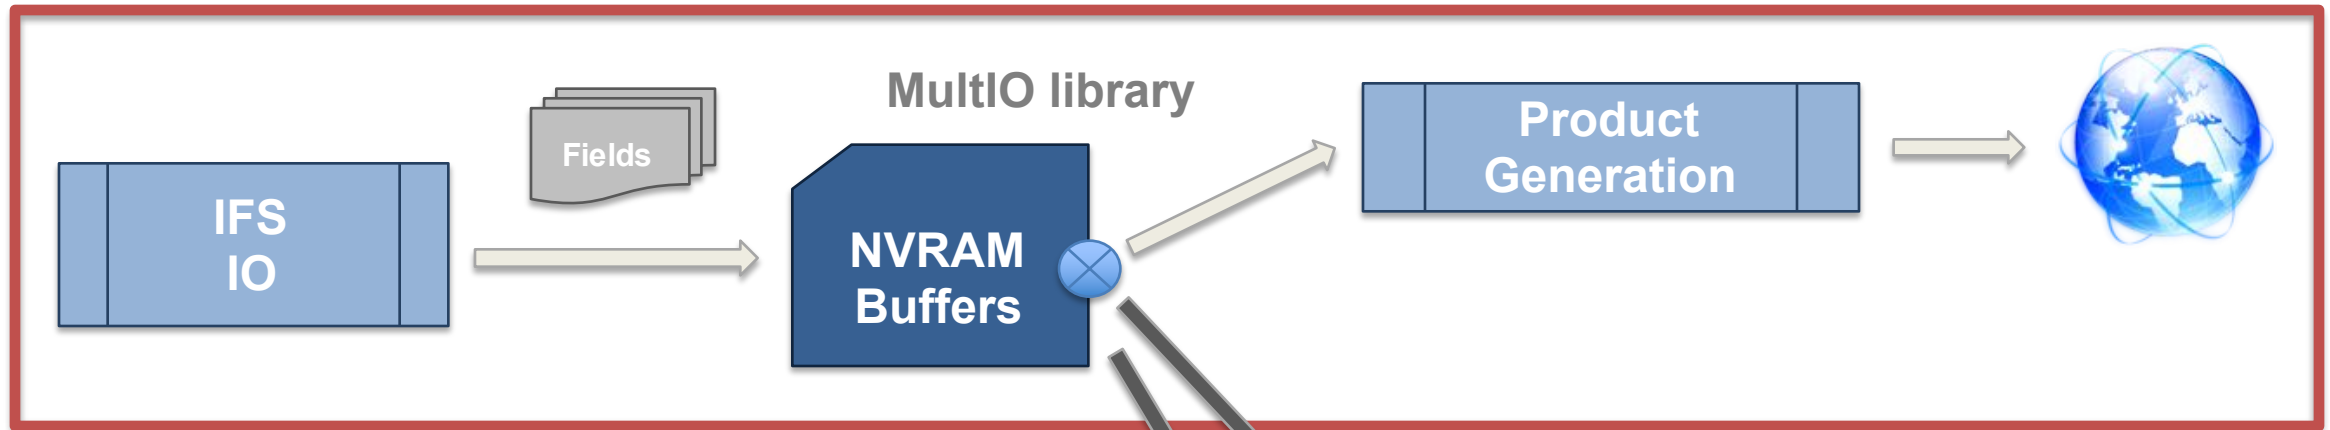 IFS
IO
Fields
MultIO library
NVRAM
Buffers
Product
Generation